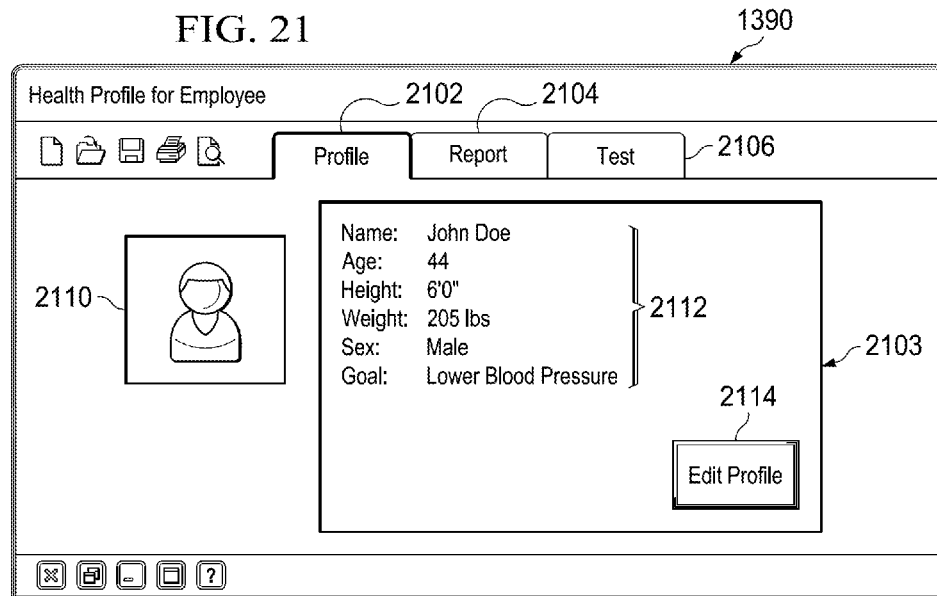 FIG. 21
1390
Health Profile for Employee
2102
2104
Profile
Report
Test
2106
Name: John Doe
Age: 44
Height: 6'0"
Weight: 205 lbs
Sex: Male
Goal: Lower Blood Pressure
2110
2112
2103
2114
Edit Profile
?